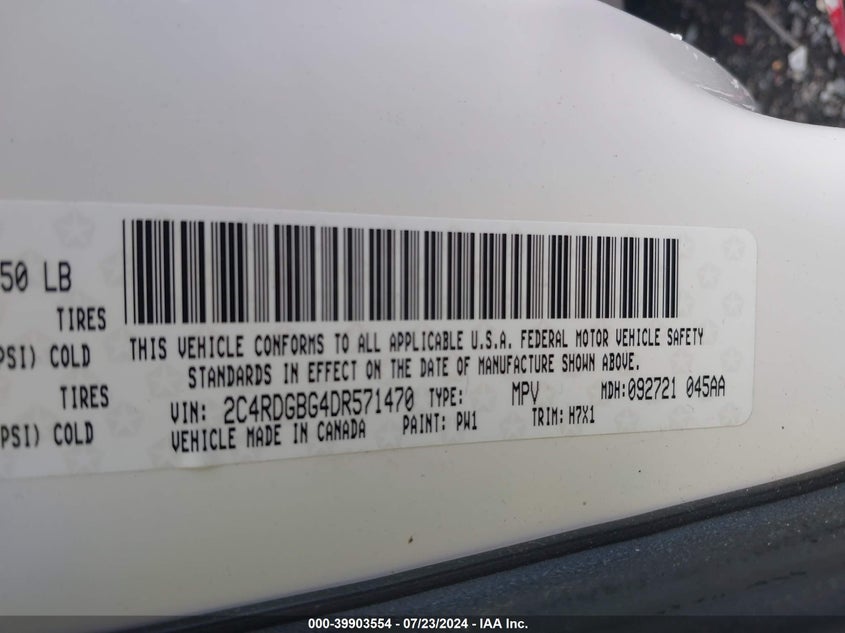 50 LB
TIRES
PSI) COLD
PSI) COLD
THIS VEHICLE CONFORMS TO ALL APPLICABLE U.S.A. FEDERAL MOTOR VEHICLE SAFETY
STANDARDS IN EFFECT ON THE DATE OF MANUFACTURE SHOWN ABOVE.
TIRES
VIN: 2C4RDGBG4DR571470 TYPE: MPV MDH:092721 045AA
VEHICLE MADE IN CANADA PAINT: PW1 TRIM: H7X1
000-39903554 / 07/23/2024 - IAA Inc.